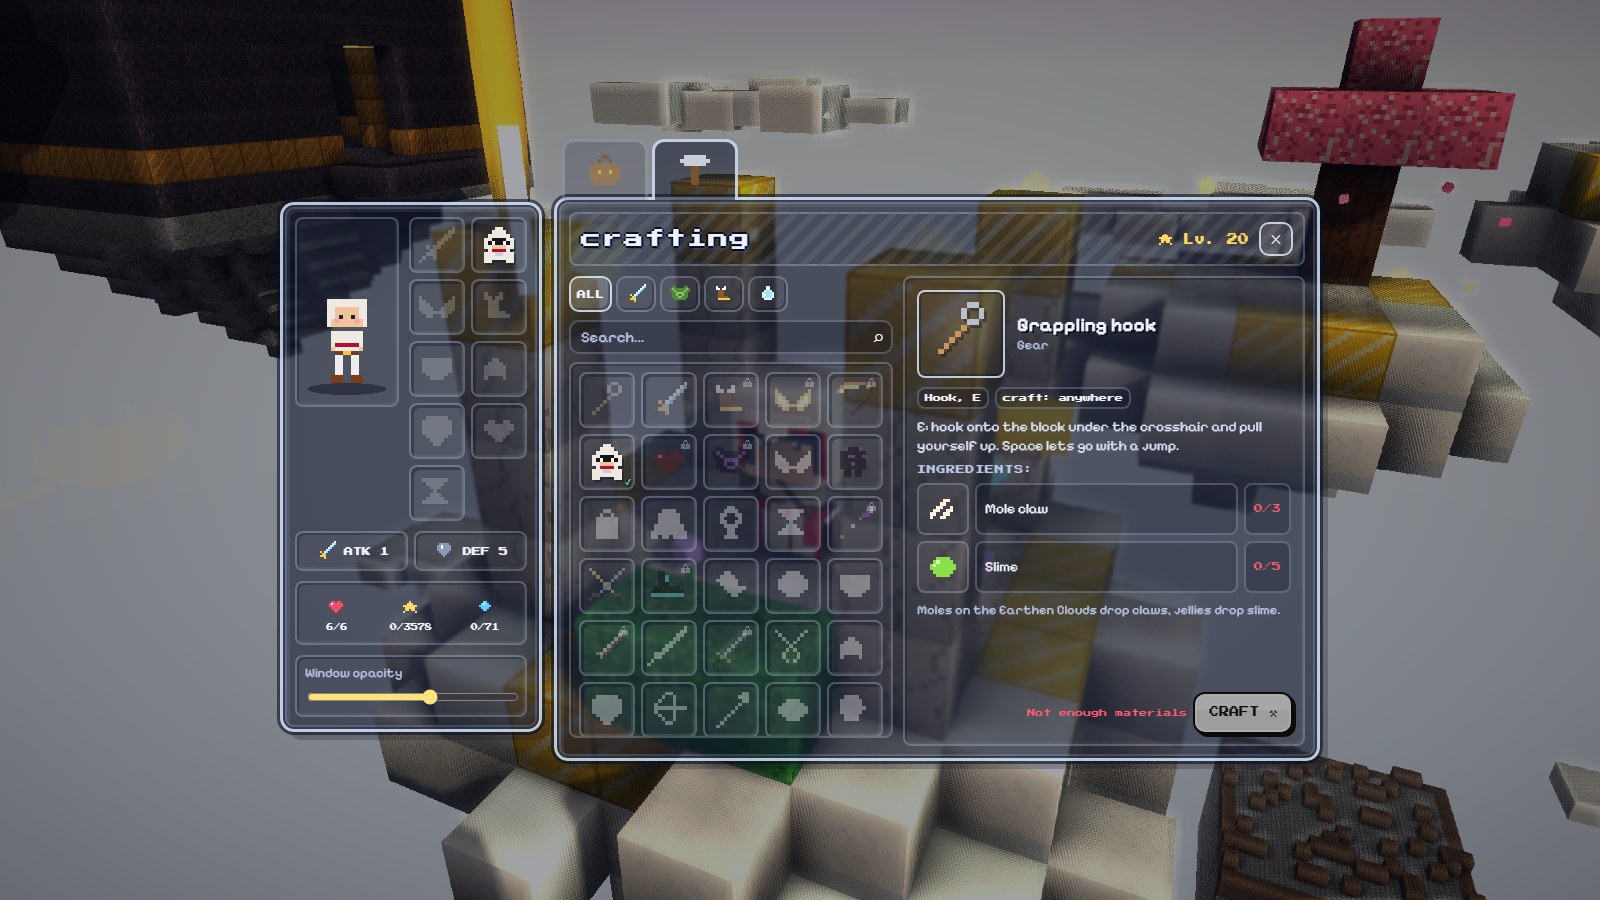 crafting
Lv. 20
ALL
Search...
Grappling hook
Gear
Hook, E
craft: anywhere
E: hook onto the block under the crosshair and pull
yourself up. Space lets go with a jump.
INGREDIENTS:
Mole claw
0/3
Slime
0/5
Moles on the Earthen Clouds drop claws, jellies drop slime.
Not enough materials
CRAFT
ATK 1
DEF 5
6/6
0/3578
0/71
Window opacity